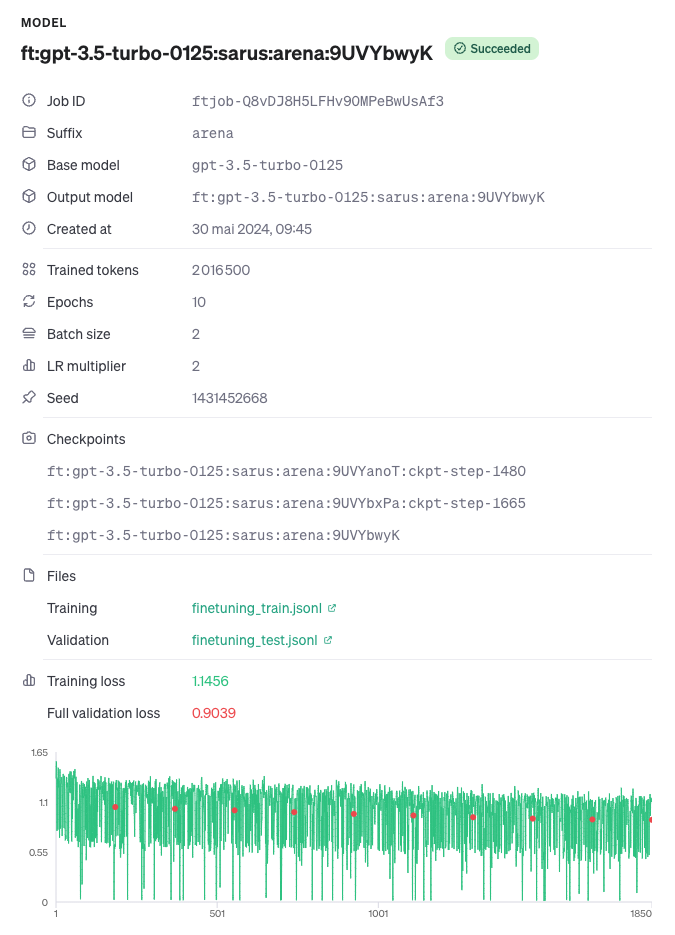 MODEL
ft:gpt-3.5-turbo-0125:sarus:arena:9UVYbwyK Succeeded
Job ID ftjob-Q8vDJ8H5LFHv9OMPeBwUsAf3
Suffix arena
Base model gpt-3.5-turbo-0125
Output model ft:gpt-3.5-turbo-0125:sarus:arena:9UVYbwyK
Created at 30 mai 2024, 09:45
Trained tokens 2 016 500
Epochs 10
Batch size 2
LR multiplier 2
Seed 1431452668
Checkpoints
ft:gpt-3.5-turbo-0125:sarus:arena:9UVYanoT:ckpt-step-1480
ft:gpt-3.5-turbo-0125:sarus:arena:9UVYbxPa:ckpt-step-1665
ft:gpt-3.5-turbo-0125:sarus:arena:9UVYbwyK
Files
Training finetuning_train.jsonl
Validation finetuning_test.jsonl
Training loss 1.1456
Full validation loss 0.9039
1.65
1.1
0.55
0
1 501 1001 1850